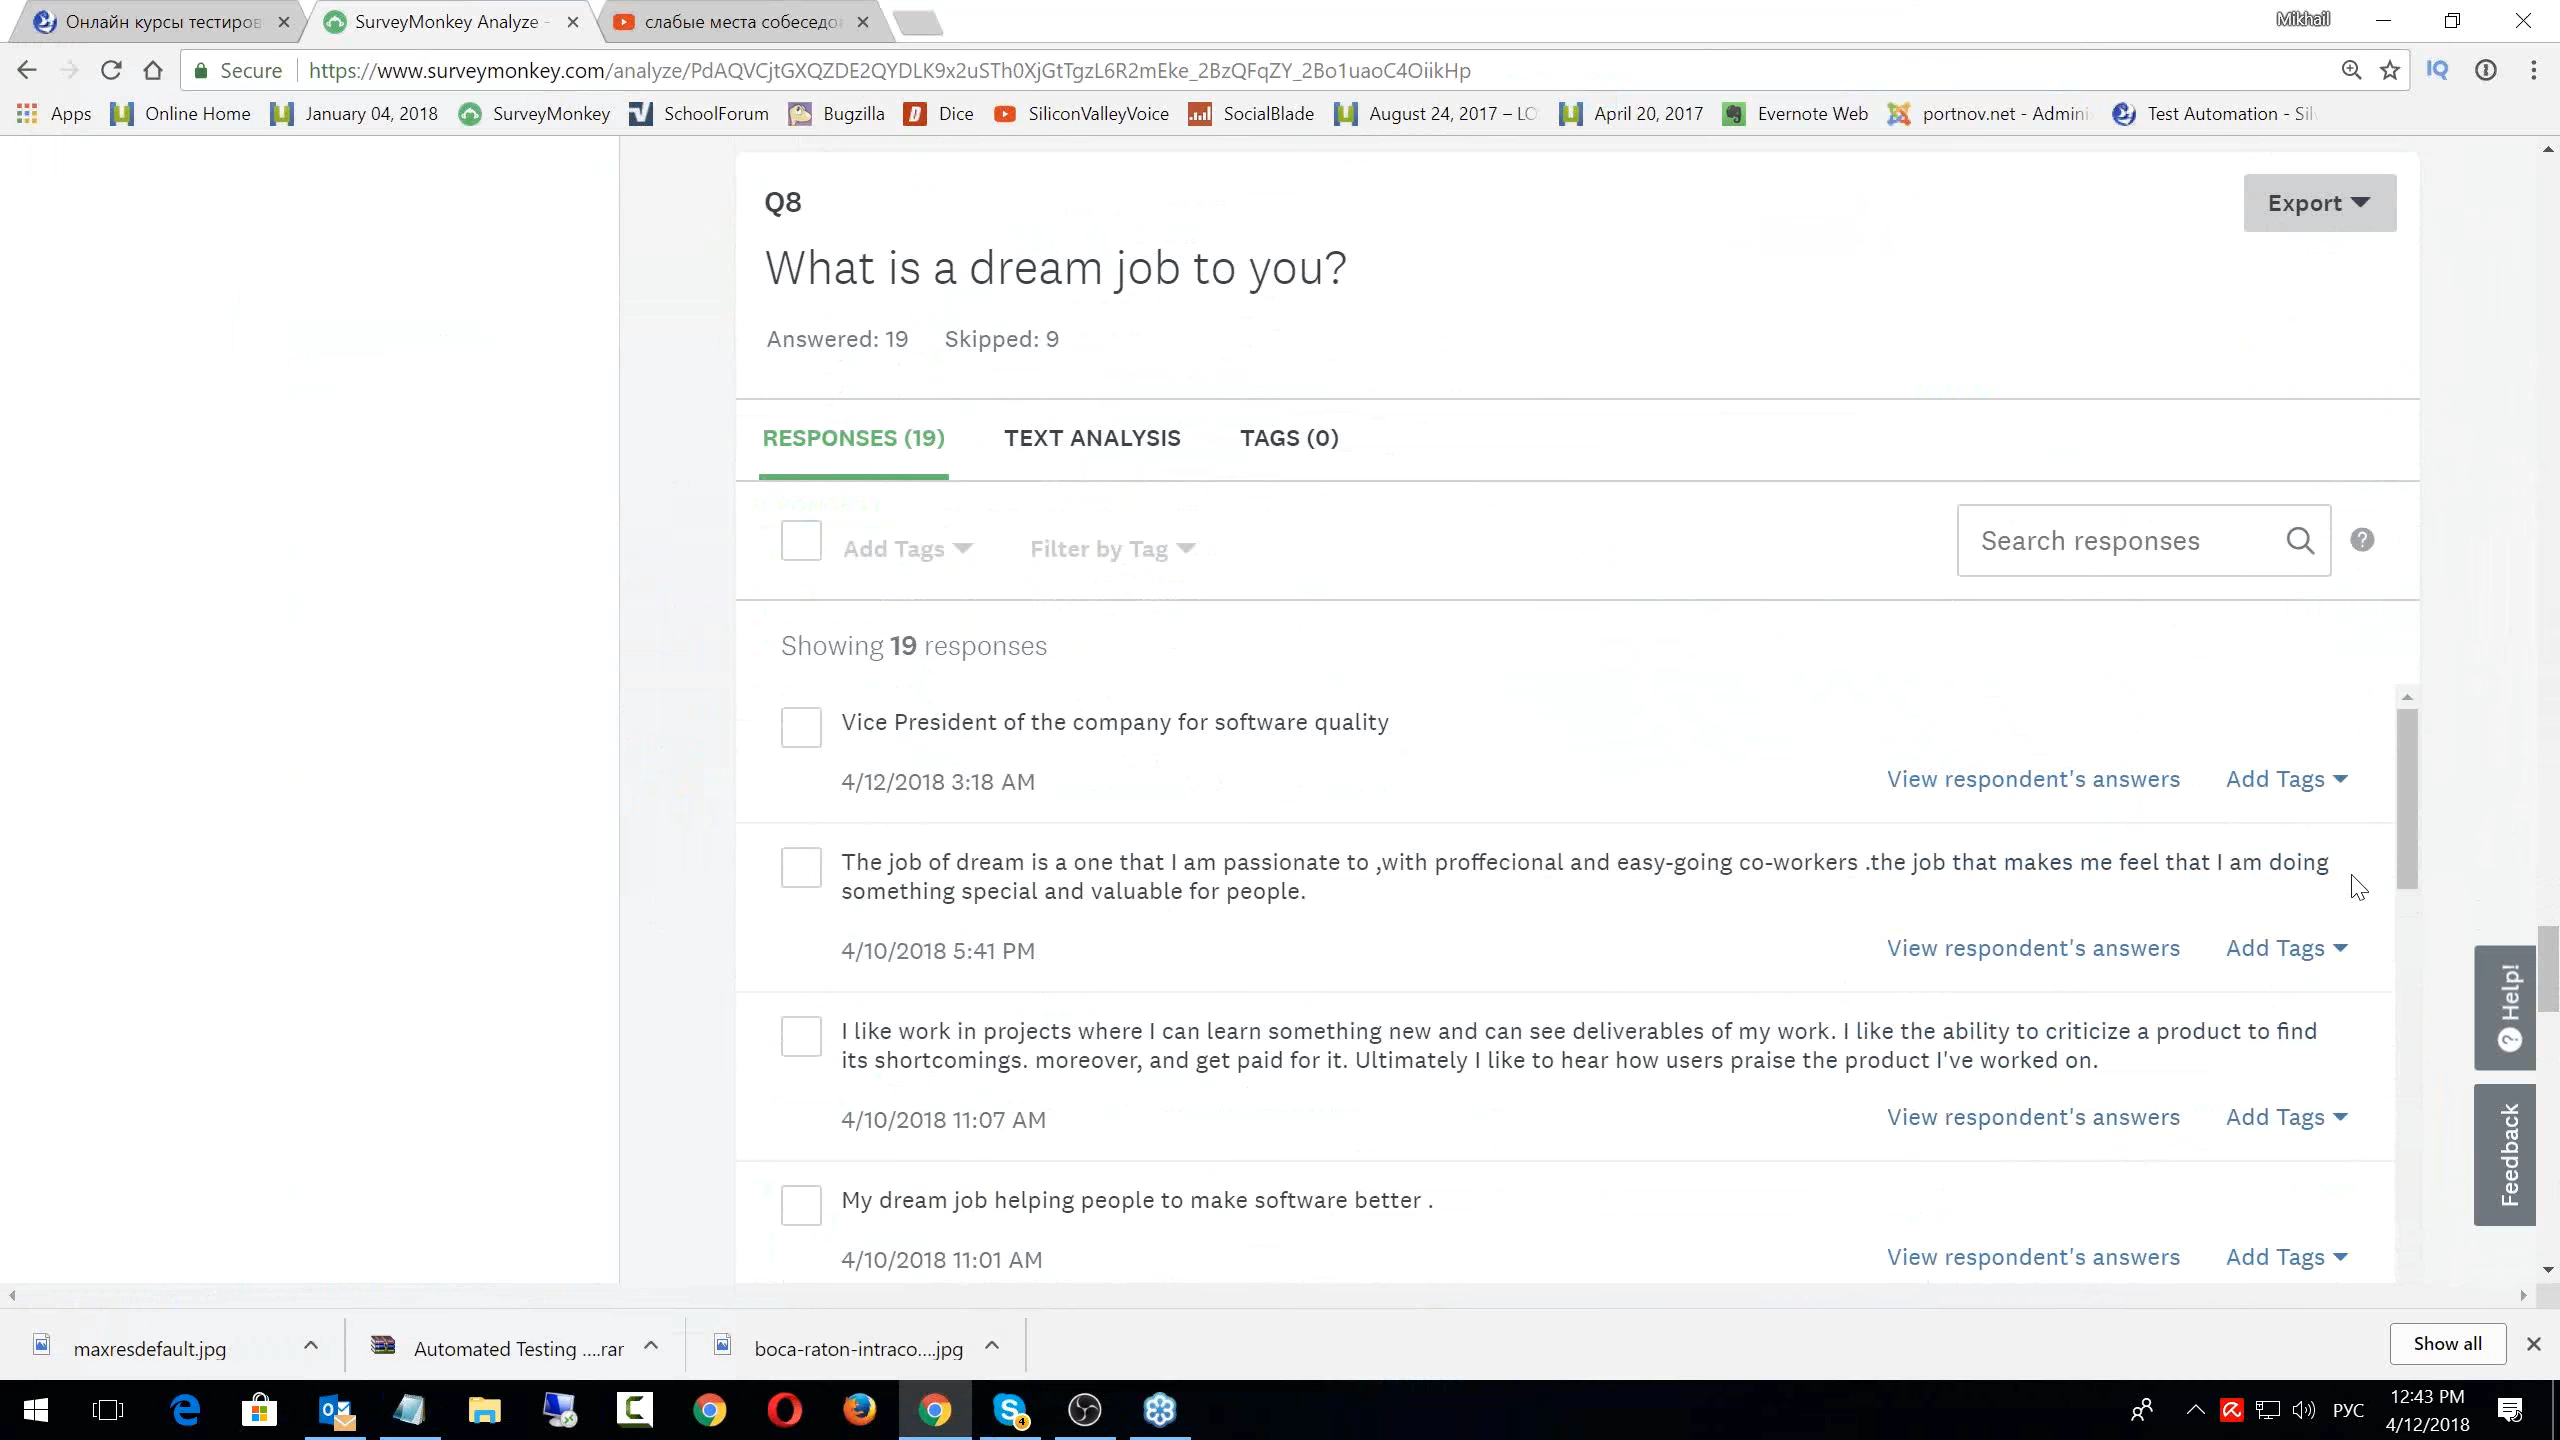 Онлайн курсы тестиров
SurveyMonkey Analyze -
слабые места собеседо
Mikhail
Secure
https://www.surveymonkey.com/analyze/PdAQVCjtGXQZDE2QYDLK9x2uSTh0XjGtTgzL6R2mEke_2BzQFqZY_2Bo1uaoC4OiikHp
IQ
Apps
Online Home
January 04, 2018
SurveyMonkey
SchoolForum
Bugzilla
Dice
SiliconValleyVoice
SocialBlade
August 24, 2017 – LO
April 20, 2017
Evernote Web
portnov.net - Admini
Test Automation - Sil
Q8
Export
What is a dream job to you?
Answered: 19 Skipped: 9
RESPONSES (19) TEXT ANALYSIS TAGS (0)
Add Tags Filter by Tag
Search responses
?
Showing 19 responses
Vice President of the company for software quality
4/12/2018 3:18 AM
View respondent's answers Add Tags
The job of dream is a one that I am passionate to ,with proffecional and easy-going co-workers .the job that makes me feel that I am doing
something special and valuable for people.
4/10/2018 5:41 PM
View respondent's answers Add Tags
I like work in projects where I can learn something new and can see deliverables of my work. I like the ability to criticize a product to find
its shortcomings. moreover, and get paid for it. Ultimately I like to hear how users praise the product I've worked on.
4/10/2018 11:07 AM
View respondent's answers Add Tags
My dream job helping people to make software better .
4/10/2018 11:01 AM
View respondent's answers Add Tags
? Help!
Feedback
maxresdefault.jpg
Automated Testing ....rar
boca-raton-intraco....jpg
Show all
4
РУС
12:43 PM
4/12/2018